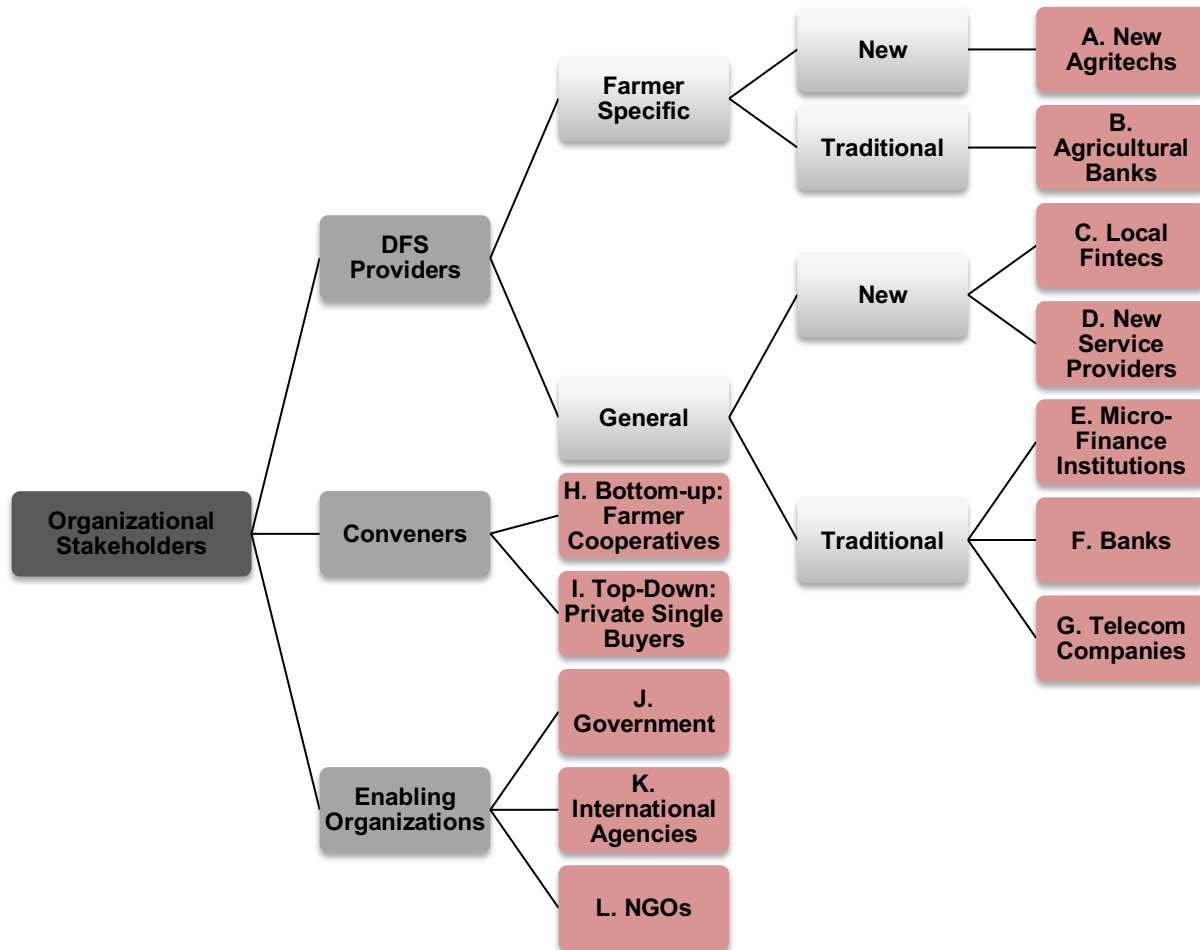 Organizational
Stakeholders
DFS
Providers
Conveners
Enabling
Organizations
Farmer
Specific
General
H. Bottom-up:
Farmer
Cooperatives
I. Top-Down:
Private Single
Buyers
J.
Government
K.
International
Agencies
L. NGOs
New
Traditional
New
Traditional
A. New
Agritechs
B.
Agricultural
Banks
C. Local
Fintecs
D. New
Service
Providers
E. Micro-
Finance
Institutions
F. Banks
G. Telecom
Companies